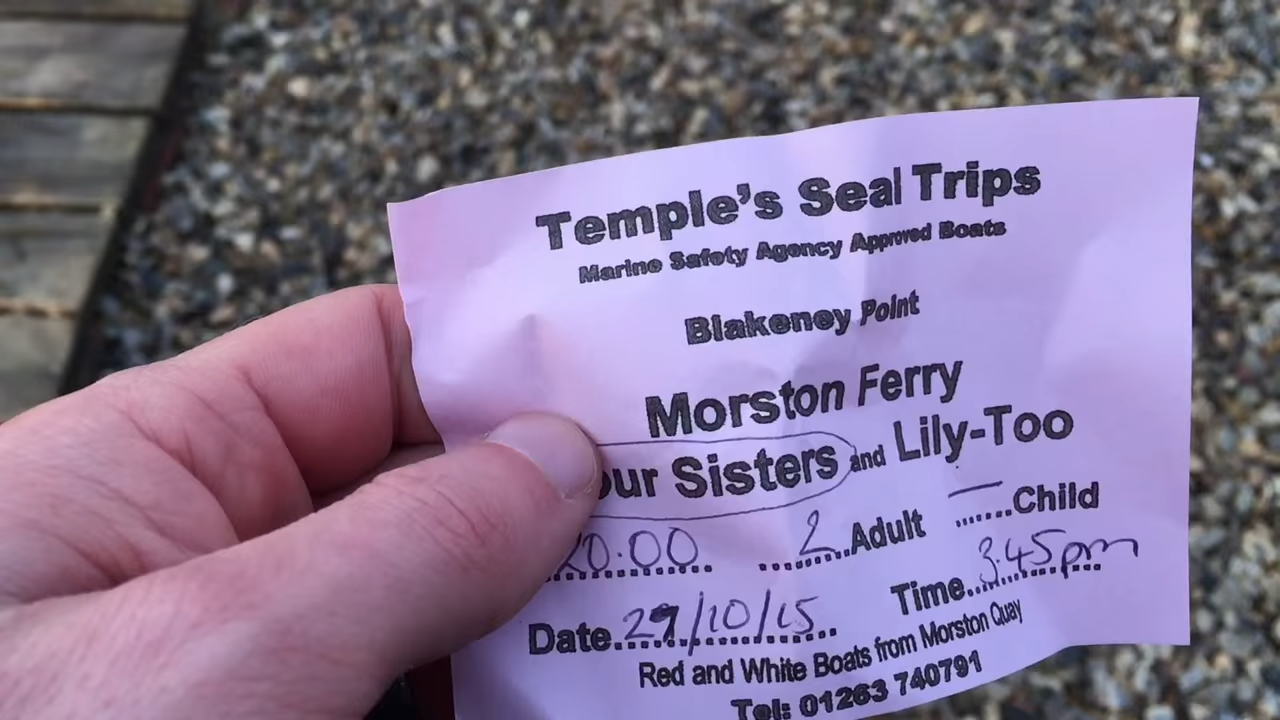 Temple's Seal Trips
Marine Safety Agency Approved Boats
Blakeney Point
Morston Ferry
our Sisters and Lily-Too
20.00 2 Adult — Child
Date 29/10/15 Time 3.45pm
Red and White Boats from Morston Quay
Tel: 01263 740791